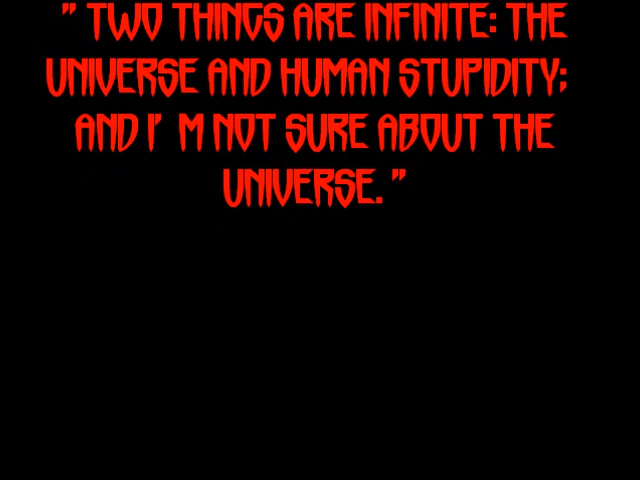 " TWO THINGS ARE INFINITE: THE
UNIVERSE AND HUMAN STUPIDITY;
AND I' M NOT SURE ABOUT THE
UNIVERSE. "